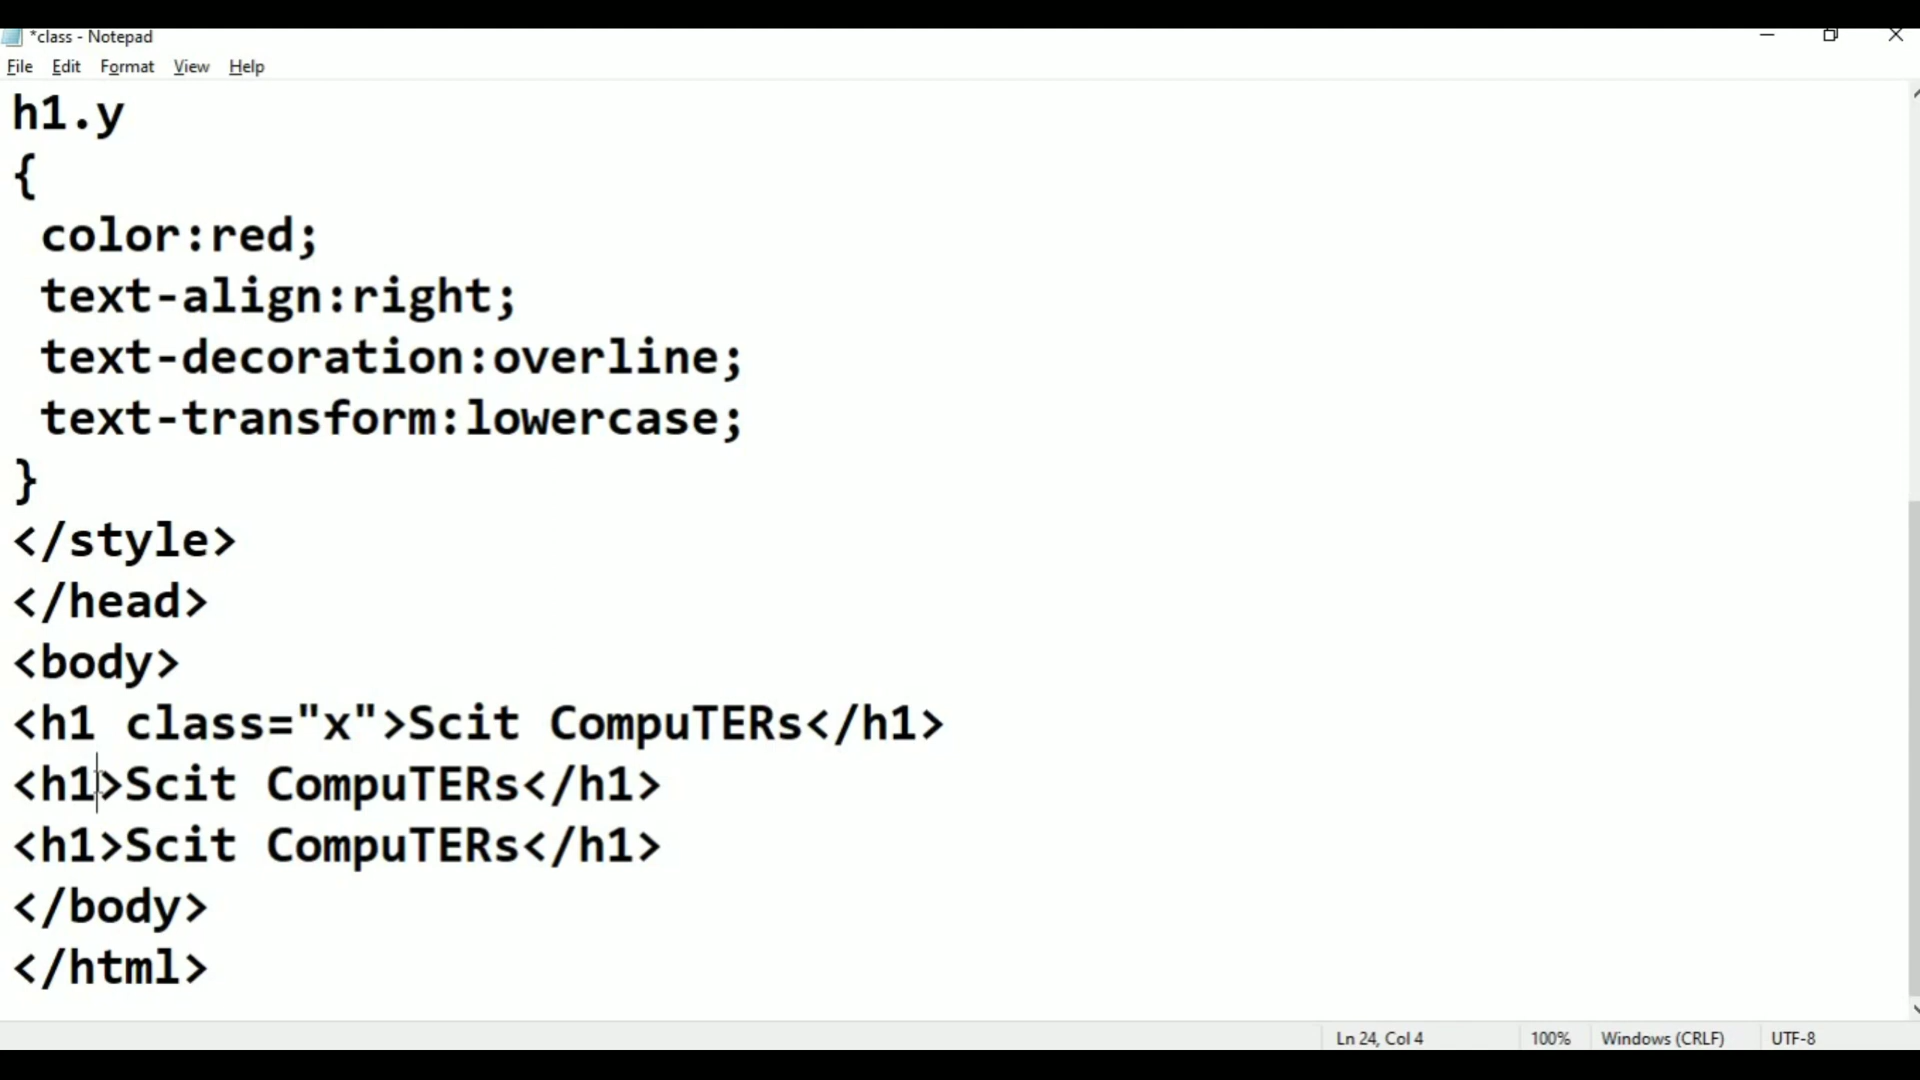 *class - Notepad
File Edit Format View Help
h1.y
{
color:red;
text-align:right;
text-decoration:overline;
text-transform:lowercase;
}
</style>
</head>
<body>
<h1 class="x">Scit CompuTERs</h1>
<h1>Scit CompuTERs</h1>
<h1>Scit CompuTERs</h1>
</body>
</html>
Ln 24, Col 4 100% Windows (CRLF) UTF-8